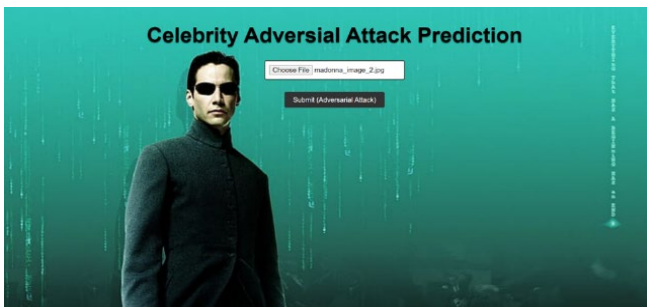 Celebrity Adversial Attack Prediction
Choose File madonna_image_2.jpg
Submit (Adversarial Attack)